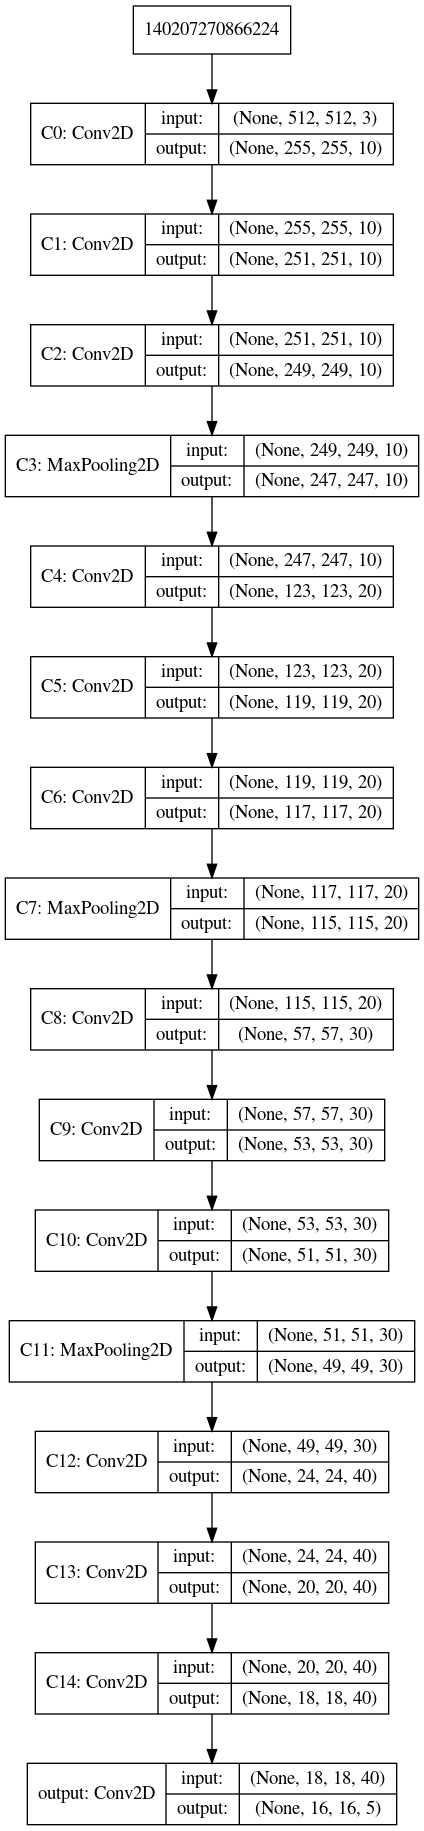 140207270866224
C0: Conv2D
input: (None, 512, 512, 3)
output: (None, 255, 255, 10)
C1: Conv2D
input: (None, 255, 255, 10)
output: (None, 251, 251, 10)
C2: Conv2D
input: (None, 251, 251, 10)
output: (None, 249, 249, 10)
C3: MaxPooling2D
input: (None, 249, 249, 10)
output: (None, 247, 247, 10)
C4: Conv2D
input: (None, 247, 247, 10)
output: (None, 123, 123, 20)
C5: Conv2D
input: (None, 123, 123, 20)
output: (None, 119, 119, 20)
C6: Conv2D
input: (None, 119, 119, 20)
output: (None, 117, 117, 20)
C7: MaxPooling2D
input: (None, 117, 117, 20)
output: (None, 115, 115, 20)
C8: Conv2D
input: (None, 115, 115, 20)
output: (None, 57, 57, 30)
C9: Conv2D
input: (None, 57, 57, 30)
output: (None, 53, 53, 30)
C10: Conv2D
input: (None, 53, 53, 30)
output: (None, 51, 51, 30)
C11: MaxPooling2D
input: (None, 51, 51, 30)
output: (None, 49, 49, 30)
C12: Conv2D
input: (None, 49, 49, 30)
output: (None, 24, 24, 40)
C13: Conv2D
input: (None, 24, 24, 40)
output: (None, 20, 20, 40)
C14: Conv2D
input: (None, 20, 20, 40)
output: (None, 18, 18, 40)
output: Conv2D
input: (None, 18, 18, 40)
output: (None, 16, 16, 5)